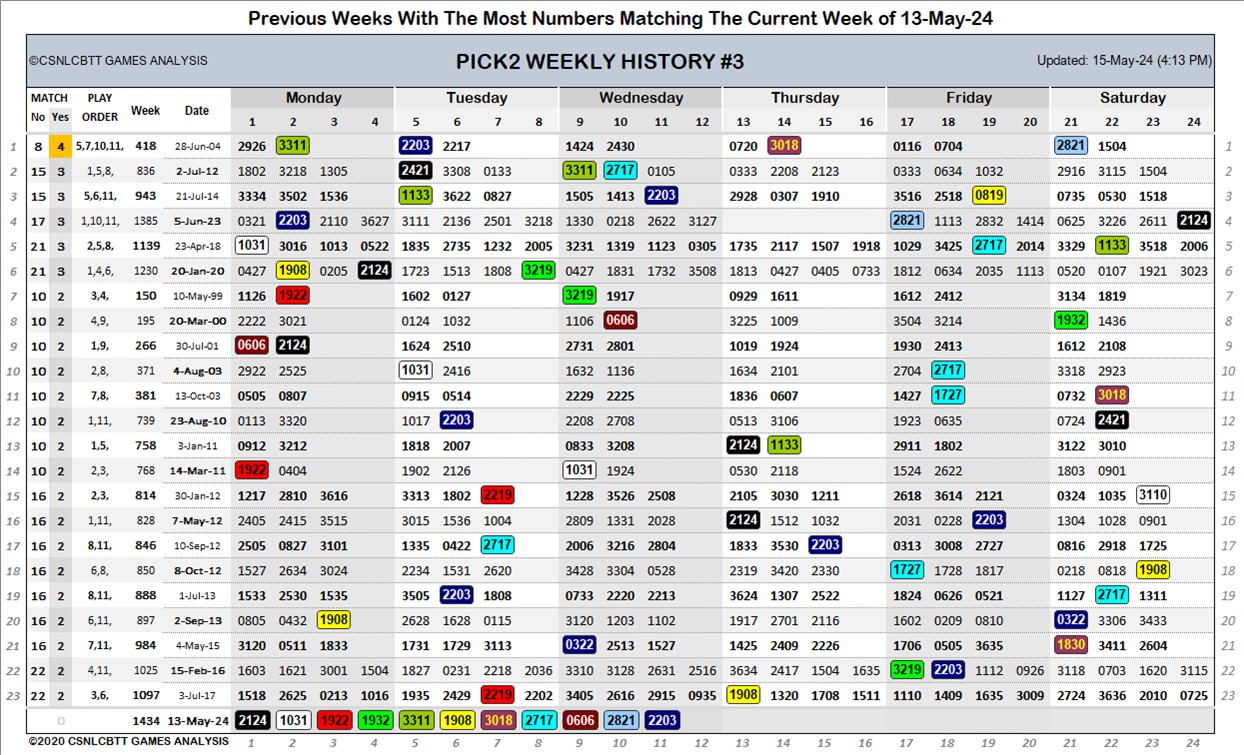 Previous Weeks With The Most Numbers Matching The Current Week of 13-May-24
©CSNLCBTT GAMES ANALYSIS PICK2 WEEKLY HISTORY #3 Updated: 15-May-24 (4:13 PM)
MATCH PLAY Week Date Monday Tuesday Wednesday Thursday Friday Saturday
No Yes ORDER 1 2 3 4 5 6 7 8 9 10 11 12 13 14 15 16 17 18 19 20 21 22 23 24
1 8 4 5,7,10,11, 418 28-Jun-04 2926 3311 2203 2217 1424 2430 0720 3018 0116 0704 2821 1504 1
2 15 3 1,5,8, 836 2-Jul-12 1802 3218 1305 2421 3308 0133 3311 2717 0105 0333 2208 2123 0333 0634 1032 2916 3115 1504 2
3 15 3 5,6,11, 943 21-Jul-14 3334 3502 1536 1133 3622 0827 1505 1413 2203 2928 0307 1910 3516 2518 0819 0735 0530 1518 3
4 17 3 1,10,11, 1385 5-Jun-23 0321 2203 2110 3627 3111 2136 2501 3218 1330 0218 2622 3127 2821 1113 2832 1414 0625 3226 2611 2124 4
5 21 3 2,5,8, 1139 23-Apr-18 1031 3016 1013 0522 1835 2735 1232 2005 3231 1319 1123 0305 1735 2117 1507 1918 1029 3425 2717 2014 3329 1133 3518 2006 5
6 21 3 1,4,6, 1230 20-Jan-20 0427 1908 0205 2124 1723 1513 1808 3219 0427 1831 1732 3508 1813 0427 0405 0733 1812 0634 2035 1113 0520 0107 1921 3023 6
7 10 2 3,4, 150 10-May-99 1126 1922 1602 0127 3219 1917 0929 1611 1612 2412 3134 1819 7
8 10 2 4,9, 195 20-Mar-00 2222 3021 0124 1032 1106 0606 3225 1009 3504 3214 1932 1436 8
9 10 2 1,9, 266 30-Jul-01 0606 2124 1624 2510 2731 2801 1019 1924 1930 2413 1612 2108 9
10 10 2 2,8, 371 4-Aug-03 2922 2525 1031 2416 1632 1136 1634 2101 2704 2717 3318 2923 10
11 10 2 7,8, 381 13-Oct-03 0505 0807 0915 0514 2229 2225 1836 0607 1427 1727 0732 3018 11
12 10 2 1,11, 739 23-Aug-10 0113 3320 1017 2203 2208 2708 0513 3106 1923 0635 0724 2421 12
13 10 2 1,5, 758 3-Jan-11 0912 3212 1818 2007 0833 3208 2124 1133 2911 1802 3122 3010 13
14 10 2 2,3, 768 14-Mar-11 1922 0404 1902 2126 1031 1924 0530 2118 1524 2622 1803 0901 14
15 16 2 2,3, 814 30-Jan-12 1217 2810 3616 3313 1802 2219 1228 3526 2508 2105 3030 1211 2618 3614 2121 0324 1035 3110 15
16 16 2 1,11, 828 7-May-12 2405 2415 3515 3015 1536 1004 2809 1331 2028 2124 1512 1032 2031 0228 2203 1304 1028 0901 16
17 16 2 8,11, 846 10-Sep-12 2505 0827 3101 1335 0422 2717 2006 3216 2804 1833 3530 2203 0313 3008 2727 0816 2918 1725 17
18 16 2 6,8, 850 8-Oct-12 1527 2634 3024 2234 1531 2620 3428 3304 0528 2319 3420 2330 1727 1728 1817 0218 0818 1908 18
19 16 2 8,11, 888 1-Jul-13 1533 2530 1535 3505 2203 1808 0733 2220 2213 3624 1307 2522 1824 0626 0521 1127 2717 1311 19
20 16 2 6,11, 897 2-Sep-13 0805 0432 1908 2628 1628 0115 3120 1203 1102 1917 2701 2116 1602 0209 0810 0322 3306 3433 20
21 16 2 7,11, 984 4-May-15 3120 0511 1833 1731 1729 3113 0322 2513 1527 1425 2409 2226 1706 0505 3635 1830 3411 2604 21
22 22 2 4,11, 1025 15-Feb-16 1603 1621 3001 1504 1827 0231 2218 2036 3310 3128 2631 2516 3634 2417 1504 1635 3219 2203 1112 0926 3118 0703 1620 3115 22
23 22 2 3,6, 1097 3-Jul-17 1518 2625 0213 1016 1935 2429 2219 2202 3405 2616 2915 0935 1908 1320 1708 1511 1110 1409 1635 3009 2724 3636 2010 0725 23
0 1434 13-May-24 2124 1031 1922 1932 3311 1908 3018 2717 0606 2821 2203
©2020 CSNLCBTT GAMES ANALYSIS 1 2 3 4 5 6 7 8 9 10 11 12 13 14 15 16 17 18 19 20 21 22 23 24